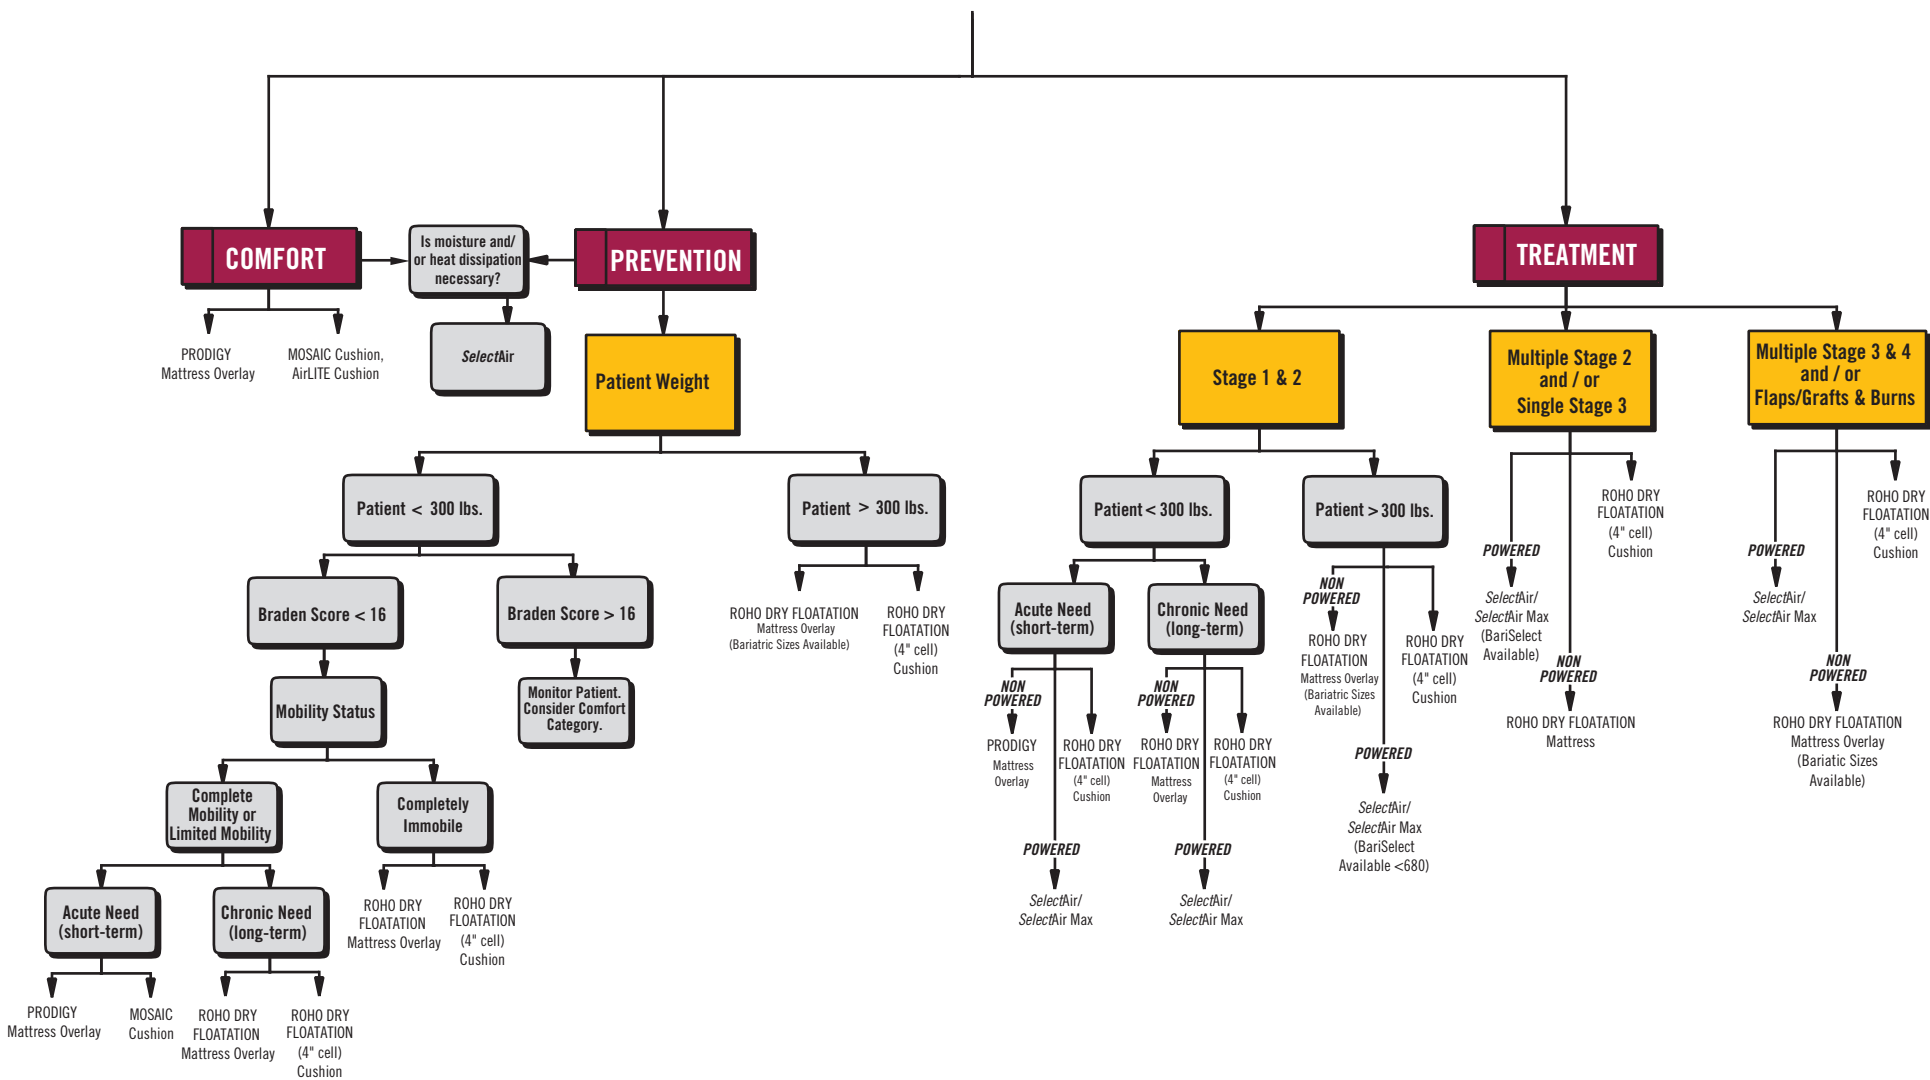 COMFORT
Is moisture and/
or heat dissipation
necessary?
PREVENTION
TREATMENT
PRODIGY
Mattress Overlay
MOSAIC Cushion,
AirLITE Cushion
SelectAir
Patient Weight
Stage 1 & 2
Multiple Stage 2
and / or
Single Stage 3
Multiple Stage 3 & 4
and / or
Flaps/Grafts & Burns
Patient < 300 lbs.
Patient > 300 lbs.
Patient < 300 lbs.
Patient > 300 lbs.
ROHO DRY
FLOATATION
(4" cell)
Cushion
ROHO DRY
FLOATATION
(4" cell)
Cushion
POWERED
SelectAir/
SelectAir Max
(BariSelect
Available)
POWERED
SelectAir/
SelectAir Max
Braden Score < 16
Braden Score > 16
ROHO DRY FLOATATION
Mattress Overlay
(Bariatric Sizes Available)
ROHO DRY
FLOATATION
(4" cell)
Cushion
Acute Need
(short-term)
Chronic Need
(long-term)
NON
POWERED
ROHO DRY
FLOATATION
Mattress Overlay
(Bariatric Sizes
Available)
ROHO DRY
FLOATATION
(4" cell)
Cushion
NON
POWERED
ROHO DRY FLOATATION
Mattress
NON
POWERED
ROHO DRY FLOATATION
Mattress Overlay
(Bariatic Sizes
Available)
Mobility Status
Monitor Patient.
Consider Comfort
Category.
NON
POWERED
PRODIGY
Mattress
Overlay
ROHO DRY
FLOATATION
(4" cell)
Cushion
NON
POWERED
ROHO DRY
FLOATATION
Mattress
Overlay
ROHO DRY
FLOATATION
(4" cell)
Cushion
POWERED
SelectAir/
SelectAir Max
(BariSelect
Available <680)
Complete
Mobility or
Limited Mobility
Completely
Immobile
POWERED
SelectAir/
SelectAir Max
POWERED
SelectAir/
SelectAir Max
Acute Need
(short-term)
Chronic Need
(long-term)
ROHO DRY
FLOATATION
Mattress Overlay
ROHO DRY
FLOATATION
(4" cell)
Cushion
PRODIGY
Mattress Overlay
MOSAIC
Cushion
ROHO DRY
FLOATATION
Mattress Overlay
ROHO DRY
FLOATATION
(4" cell)
Cushion